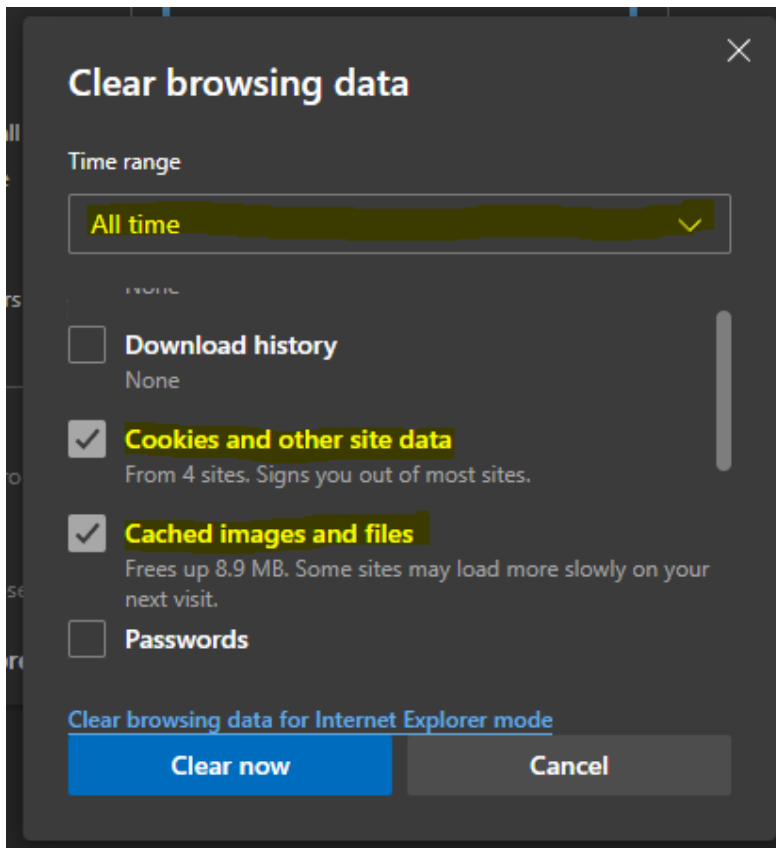 Clear browsing data
Time range
All time
None
Download history
None
Cookies and other site data
From 4 sites. Signs you out of most sites.
Cached images and files
Frees up 8.9 MB. Some sites may load more slowly on your
next visit.
Passwords
Clear browsing data for Internet Explorer mode
Clear now
Cancel